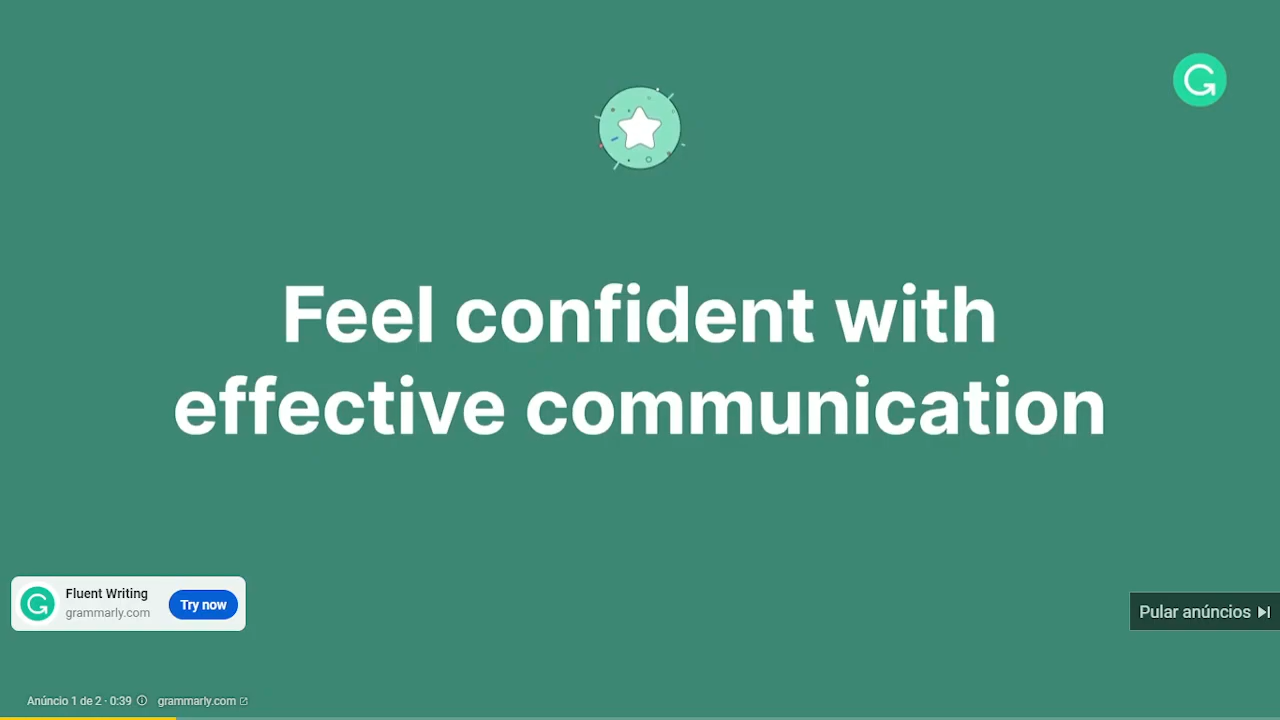 Feel confident with
effective communication
Fluent Writing
grammarly.com
Try now
Pular anúncios
Anúncio 1 de 2 · 0:39
grammarly.com